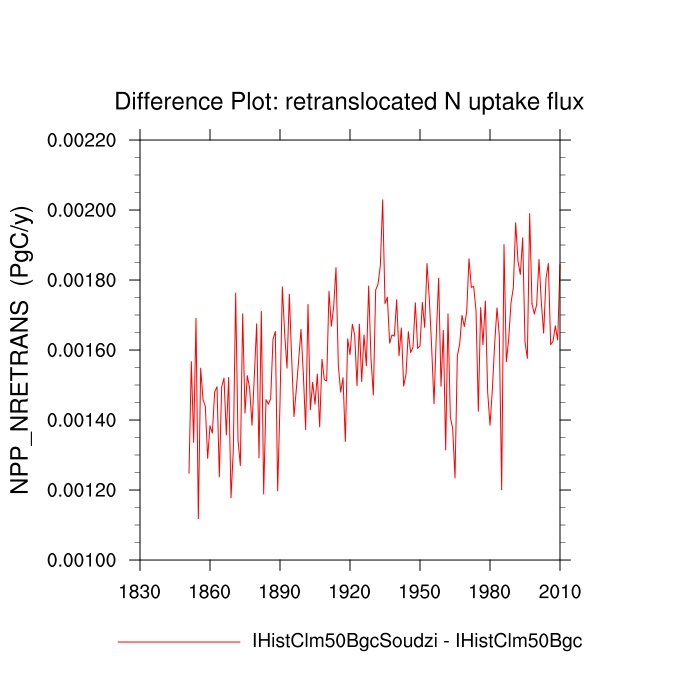 Difference Plot: retranslocated N uptake flux
NPP_NRETRANS (PgC/y)
0.00220
0.00200
0.00180
0.00160
0.00140
0.00120
0.00100
1830 1860 1890 1920 1950 1980 2010
IHistClm50BgcSoudzi - IHistClm50Bgc